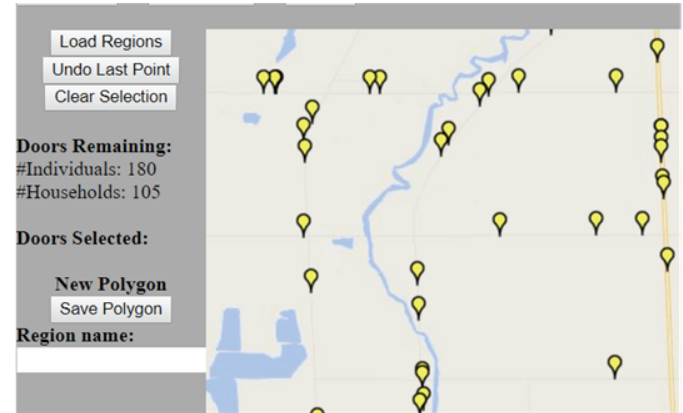 Load Regions
Undo Last Point
Clear Selection
Doors Remaining:
#Individuals: 180
#Households: 105
Doors Selected:
New Polygon
Save Polygon
Region name: